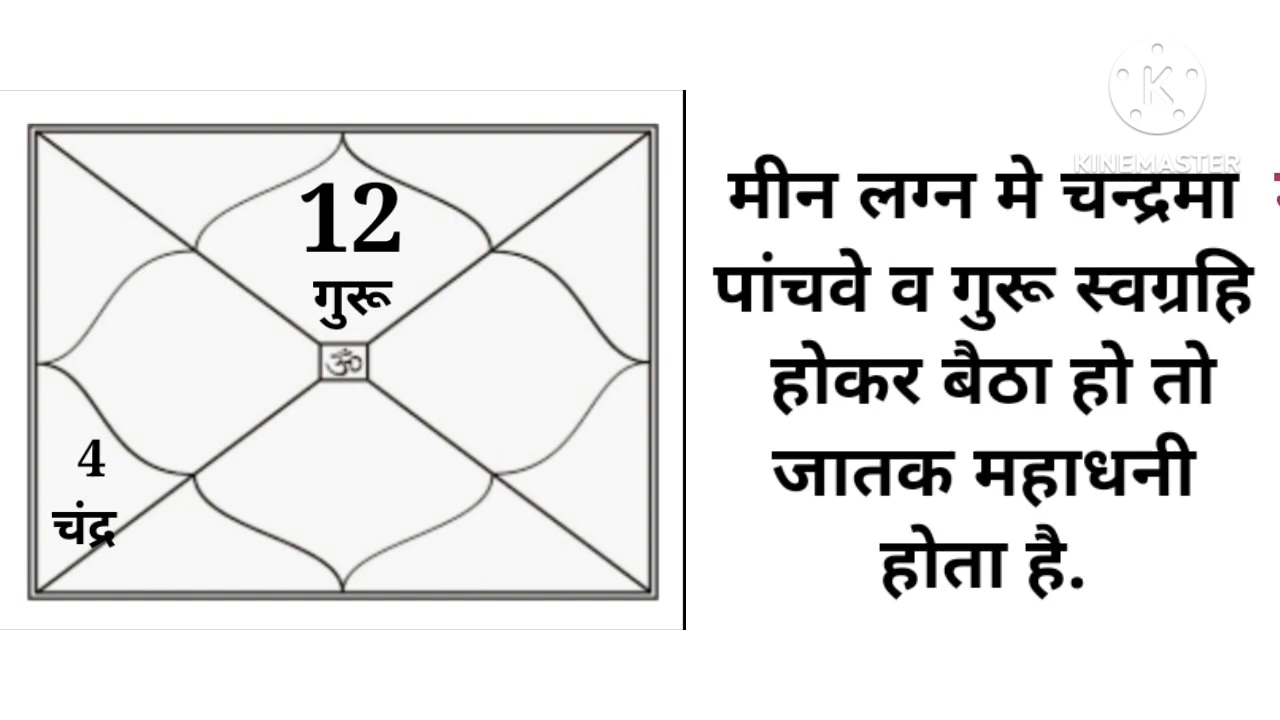 12
गुरू
ॐ
4
चंद्र
K
KINEMASTER
मीन लग्न मे चन्द्रमा
पांचवे व गुरू स्वग्रहि
होकर बैठा हो तो
जातक महाधनी
होता है.